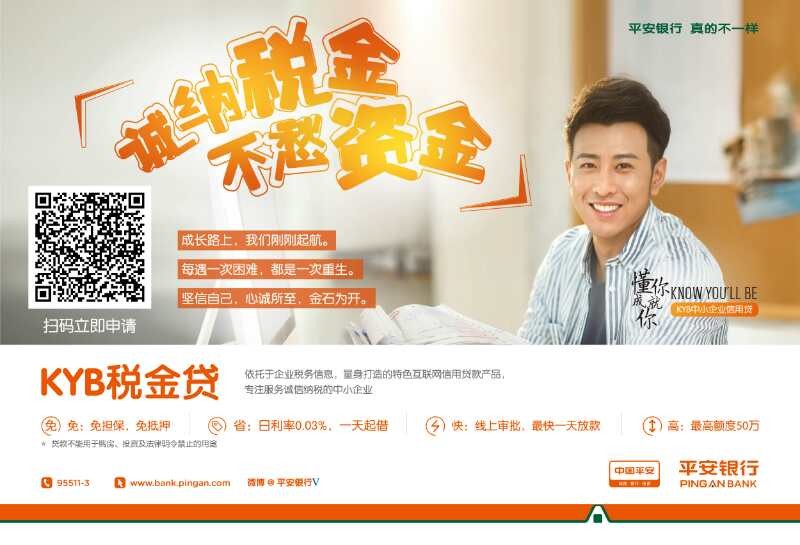 平安银行 真的不一样
诚纳税金
不愁资金
成长路上，我们刚刚起航。
每遇一次困难，都是一次重生。
坚信自己，心诚所至，金石为开。
扫码立即申请
懂你
成就你
KNOW YOU'LL BE
KYB中小企业信用贷
KYB税金贷
依托于企业税务信息，量身打造的特色互联网信用贷款产品，
专注服务诚信纳税的中小企业
免 免：免担保，免抵押
省：日利率0.03%，一天起借
快：线上审批，最快一天放款
高：最高额度50万
* 贷款不能用于购房、投资及法律明令禁止的用途
95511-3
www.bank.pingan.com
微博@平安银行V
中国平安
保险·银行·投资
平安银行
PING AN BANK